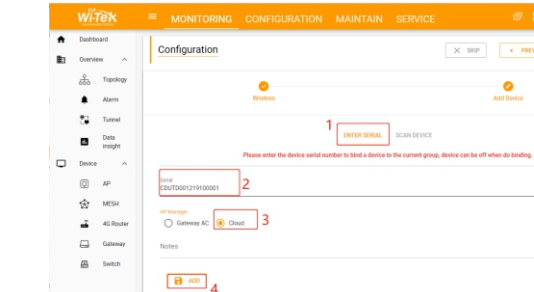 Wi-Tek
MONITORING CONFIGURATION MAINTAIN SERVICE
Dashboard
Overview
Topology
Alarm
Tunnel
Data insight
Device
AP
MESH
4G Router
Gateway
Switch
Configuration
SKIP
PREV
Wireless
Add Device
1
ENTER SERIAL SCAN DEVICE
Please enter the device serial number to bind a device to the current group, device can be off when do binding.
Serial
CDUTD001219100001
2
AP Manager
Gateway AC Cloud
3
Notes
ADD
4